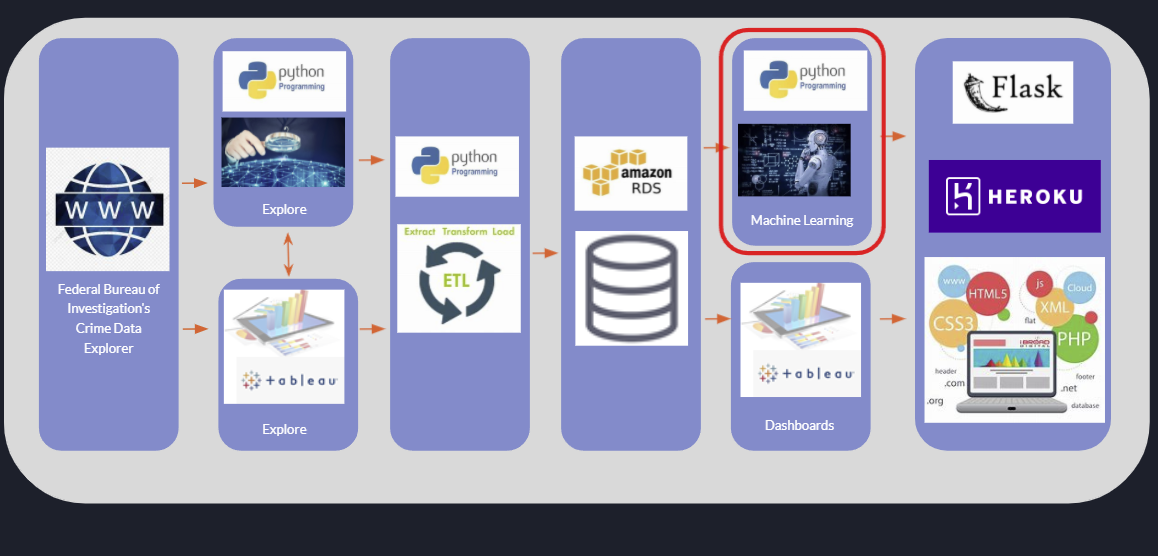 WWW
Federal Bureau of
Investigation's
Crime Data
Explorer
python
Programming
Explore
+ableau
Explore
python
Programming
Extract Transform Load
ETL
amazon
RDS
python
Programming
Machine Learning
+ableau
Dashboards
Flask
HEROKU
www
HTML5
js
Cloud
CSS3
XML
flat
PHP
header
.com
.org
footer
.net
database